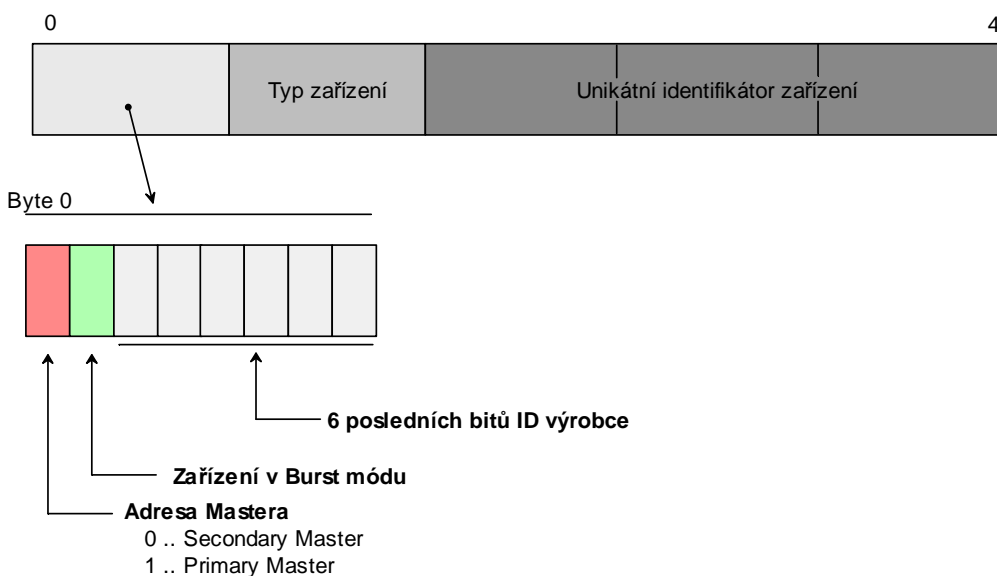 0 4
Typ zařízení Unikátní identifikátor zařízení
Byte 0
6 posledních bitů ID výrobce
Zařízení v Burst módu
Adresa Mastera
0 .. Secondary Master
1 .. Primary Master